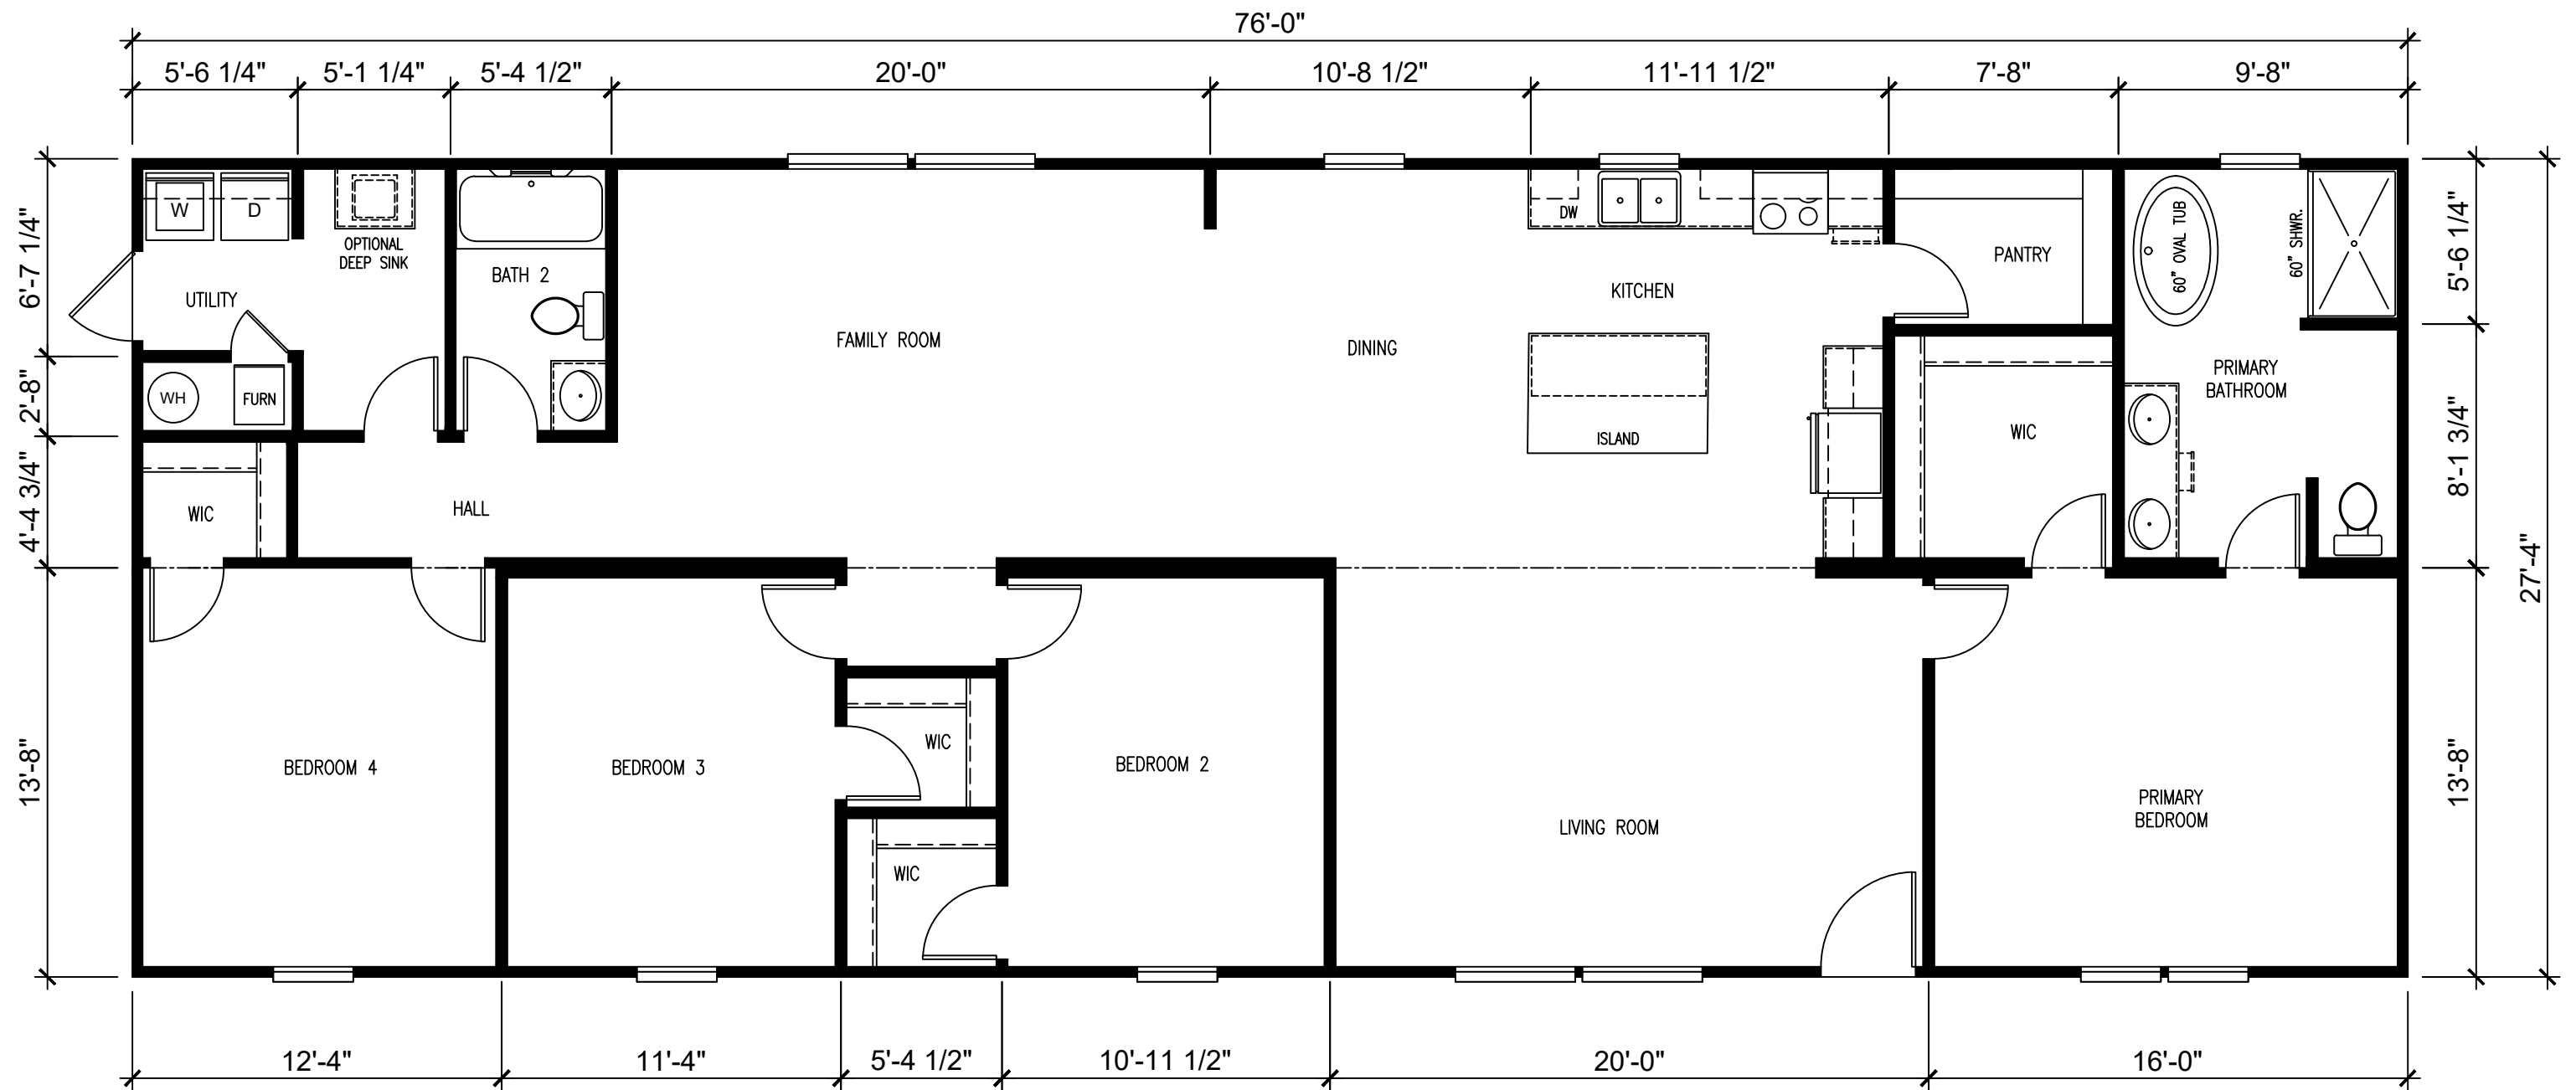 76'-0"
5'-6 1/4"
5'-1 1/4"
5'-4 1/2"
20'-0"
10'-8 1/2"
11'-11 1/2"
7'-8"
9'-8"
6'-7 1/4"
2'-8"
4'-4 3/4"
13'-8"
W
D
OPTIONAL
DEEP SINK
UTILITY
WH
FURN
BATH 2
WIC
HALL
FAMILY ROOM
DINING
DW
KITCHEN
ISLAND
PANTRY
WIC
60" OVAL TUB
60" SHWR.
PRIMARY
BATHROOM
5'-6 1/4"
8'-1 3/4"
13'-8"
27'-4"
BEDROOM 4
BEDROOM 3
WIC
WIC
BEDROOM 2
LIVING ROOM
PRIMARY
BEDROOM
12'-4"
11'-4"
5'-4 1/2"
10'-11 1/2"
20'-0"
16'-0"